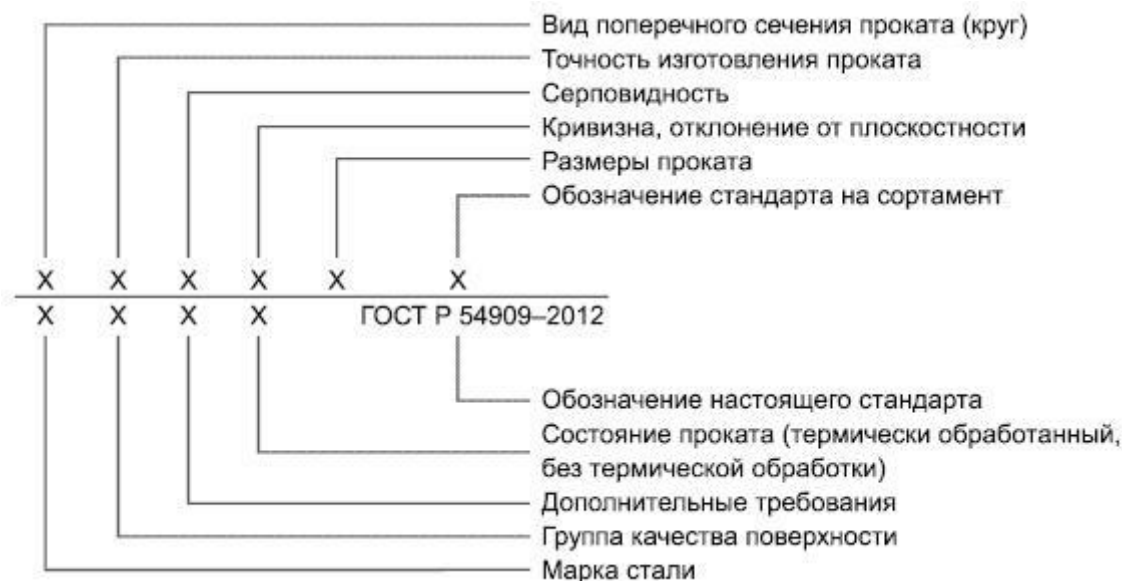 Вид поперечного сечения проката (круг)
Точность изготовления проката
Серповидность
Кривизна, отклонение от плоскостности
Размеры проката
Обозначение стандарта на сортамент
Х Х Х Х Х Х
Х Х Х Х ГОСТ Р 54909–2012
Обозначение настоящего стандарта
Состояние проката (термически обработанный,
без термической обработки)
Дополнительные требования
Группа качества поверхности
Марка стали